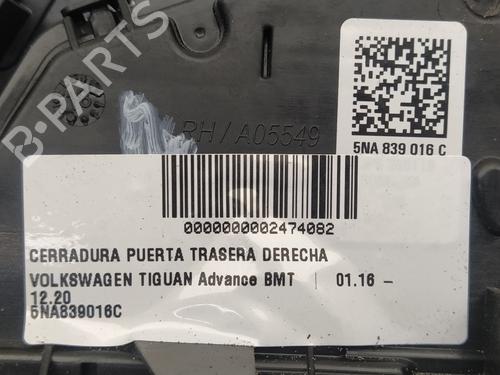 RH/A05549
5NA 839 016 C
B-PARTS
0000000002474082
CERRADURA PUERTA TRASERA DERECHA
VOLKSWAGEN TIGUAN Advance BMT | 01.16 –
12.20
5NA839016C